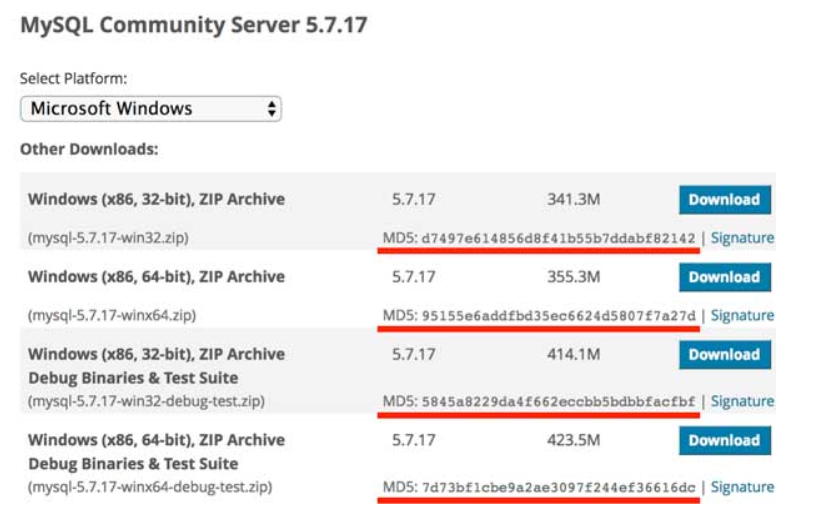 MySQL Community Server 5.7.17
Select Platform:
Microsoft Windows
Other Downloads:
Windows (x86, 32-bit), ZIP Archive 5.7.17 341.3M Download
(mysql-5.7.17-win32.zip) MD5: d7497e614856d8f41b55b7ddabf82142 | Signature
Windows (x86, 64-bit), ZIP Archive 5.7.17 355.3M Download
(mysql-5.7.17-winx64.zip) MD5: 95155e6addfbd35ec6624d5807f7a27d | Signature
Windows (x86, 32-bit), ZIP Archive 5.7.17 414.1M Download
Debug Binaries & Test Suite
(mysql-5.7.17-win32-debug-test.zip) MD5: 5845a8229da4f662eccbb5bdbbfacfbf | Signature
Windows (x86, 64-bit), ZIP Archive 5.7.17 423.5M Download
Debug Binaries & Test Suite
(mysql-5.7.17-winx64-debug-test.zip) MD5: 7d73bf1cbe9a2ae3097f244ef36616dc | Signature